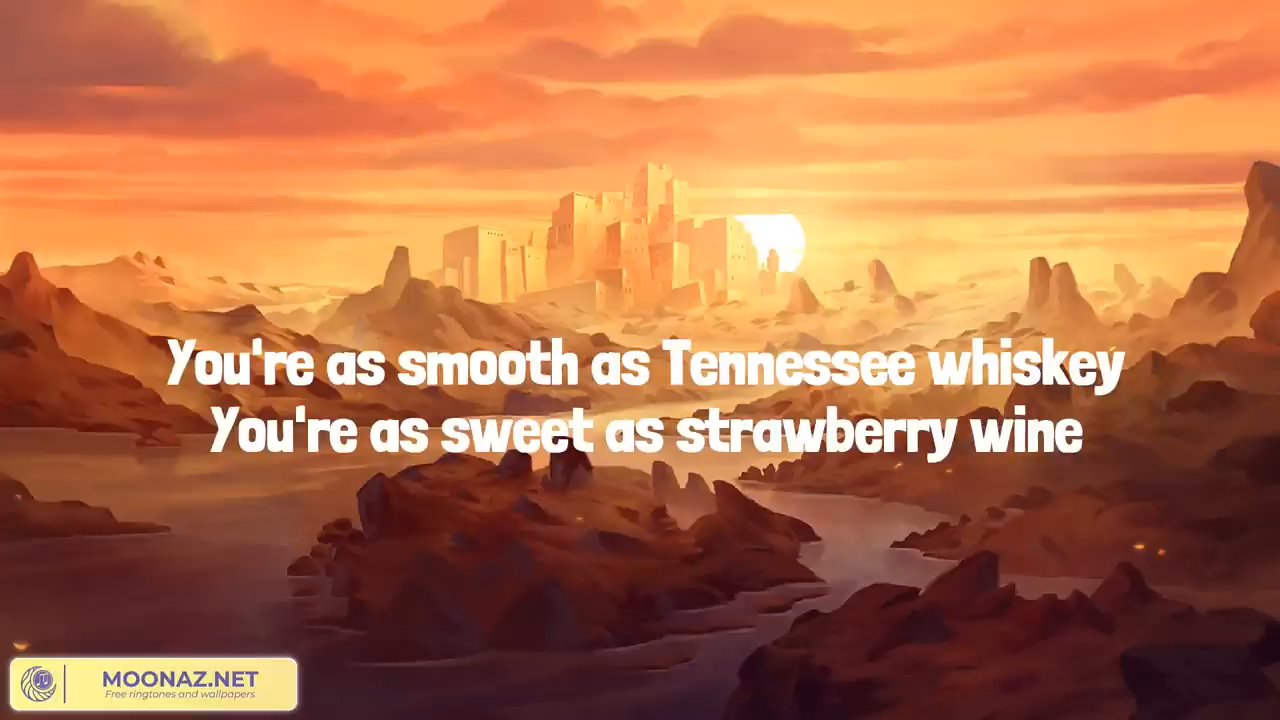 You're as smooth as Tennessee whiskey
You're as sweet as strawberry wine
MOONAZ.NET
Free ringtones and wallpapers